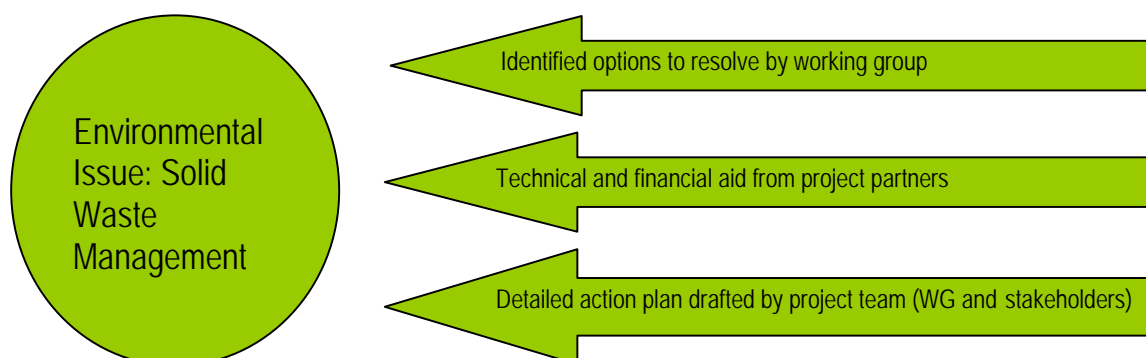 Environmental
Issue: Solid
Waste
Management
Identified options to resolve by working group
Technical and financial aid from project partners
Detailed action plan drafted by project team (WG and stakeholders)